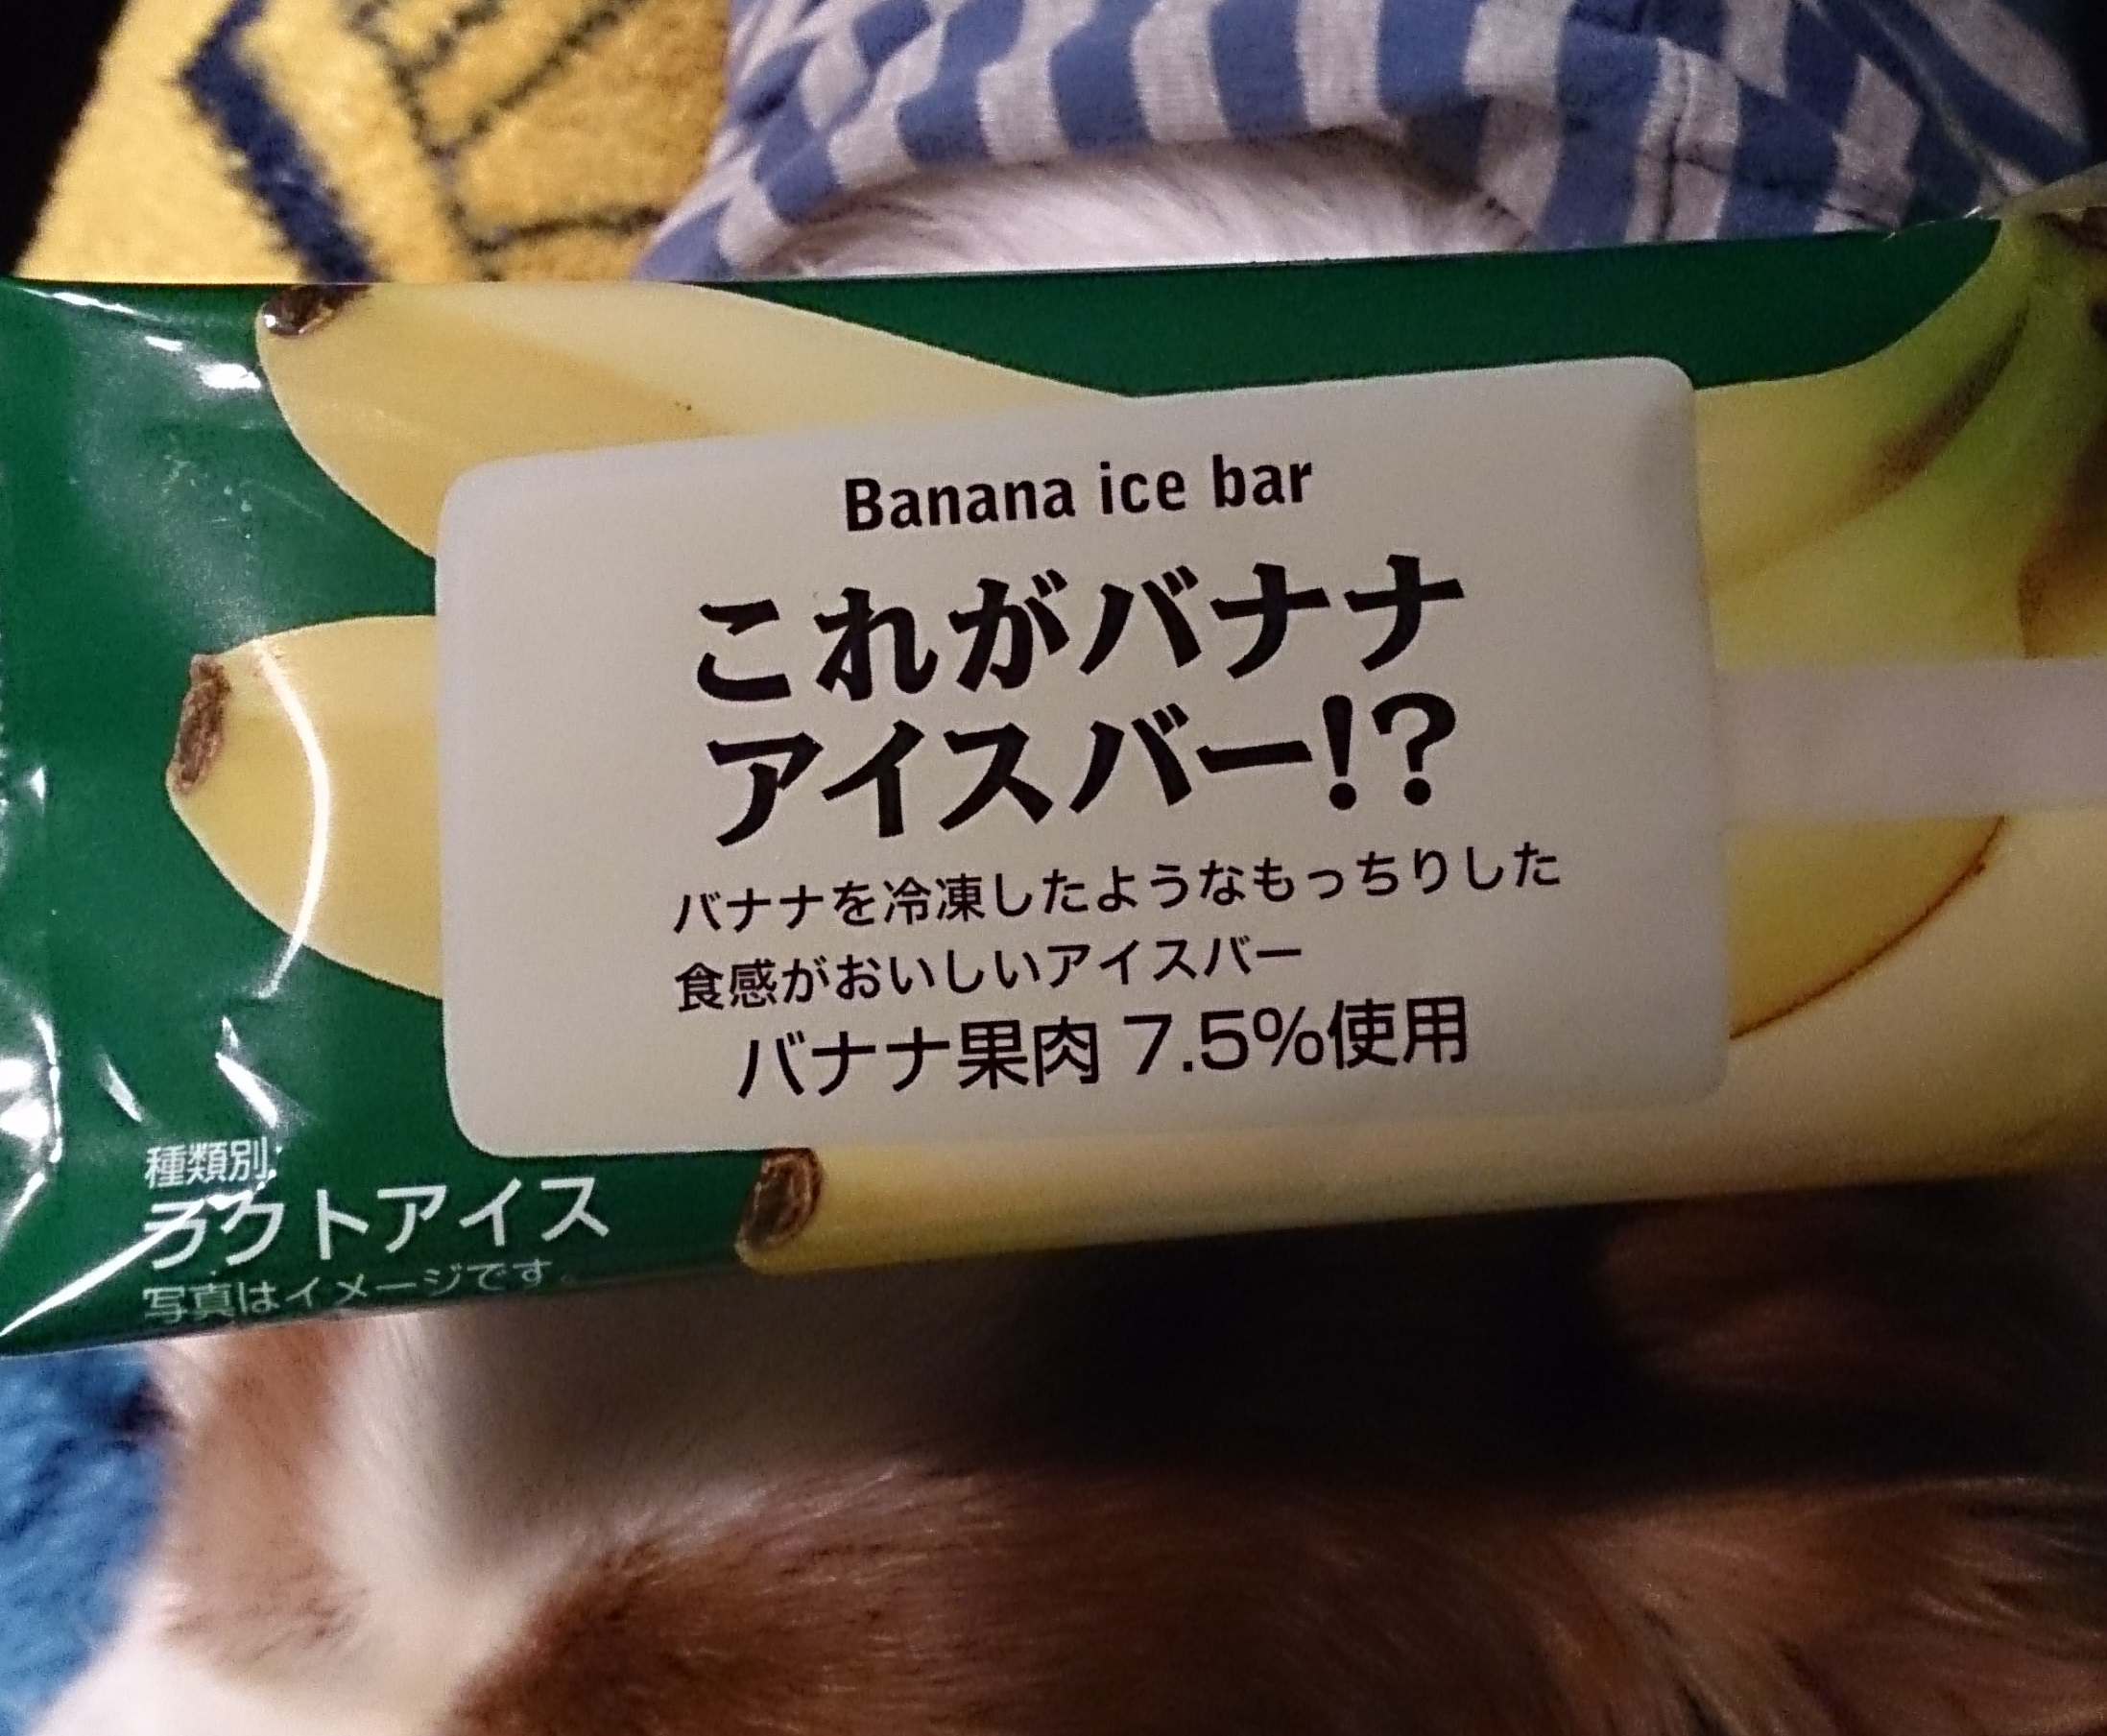 Banana ice bar
これがバナナ
アイスバー!?
バナナを冷凍したようなもっちりした
食感がおいしいアイスバー
バナナ果肉 7.5%使用
種類別
ラクトアイス
写真はイメージです。